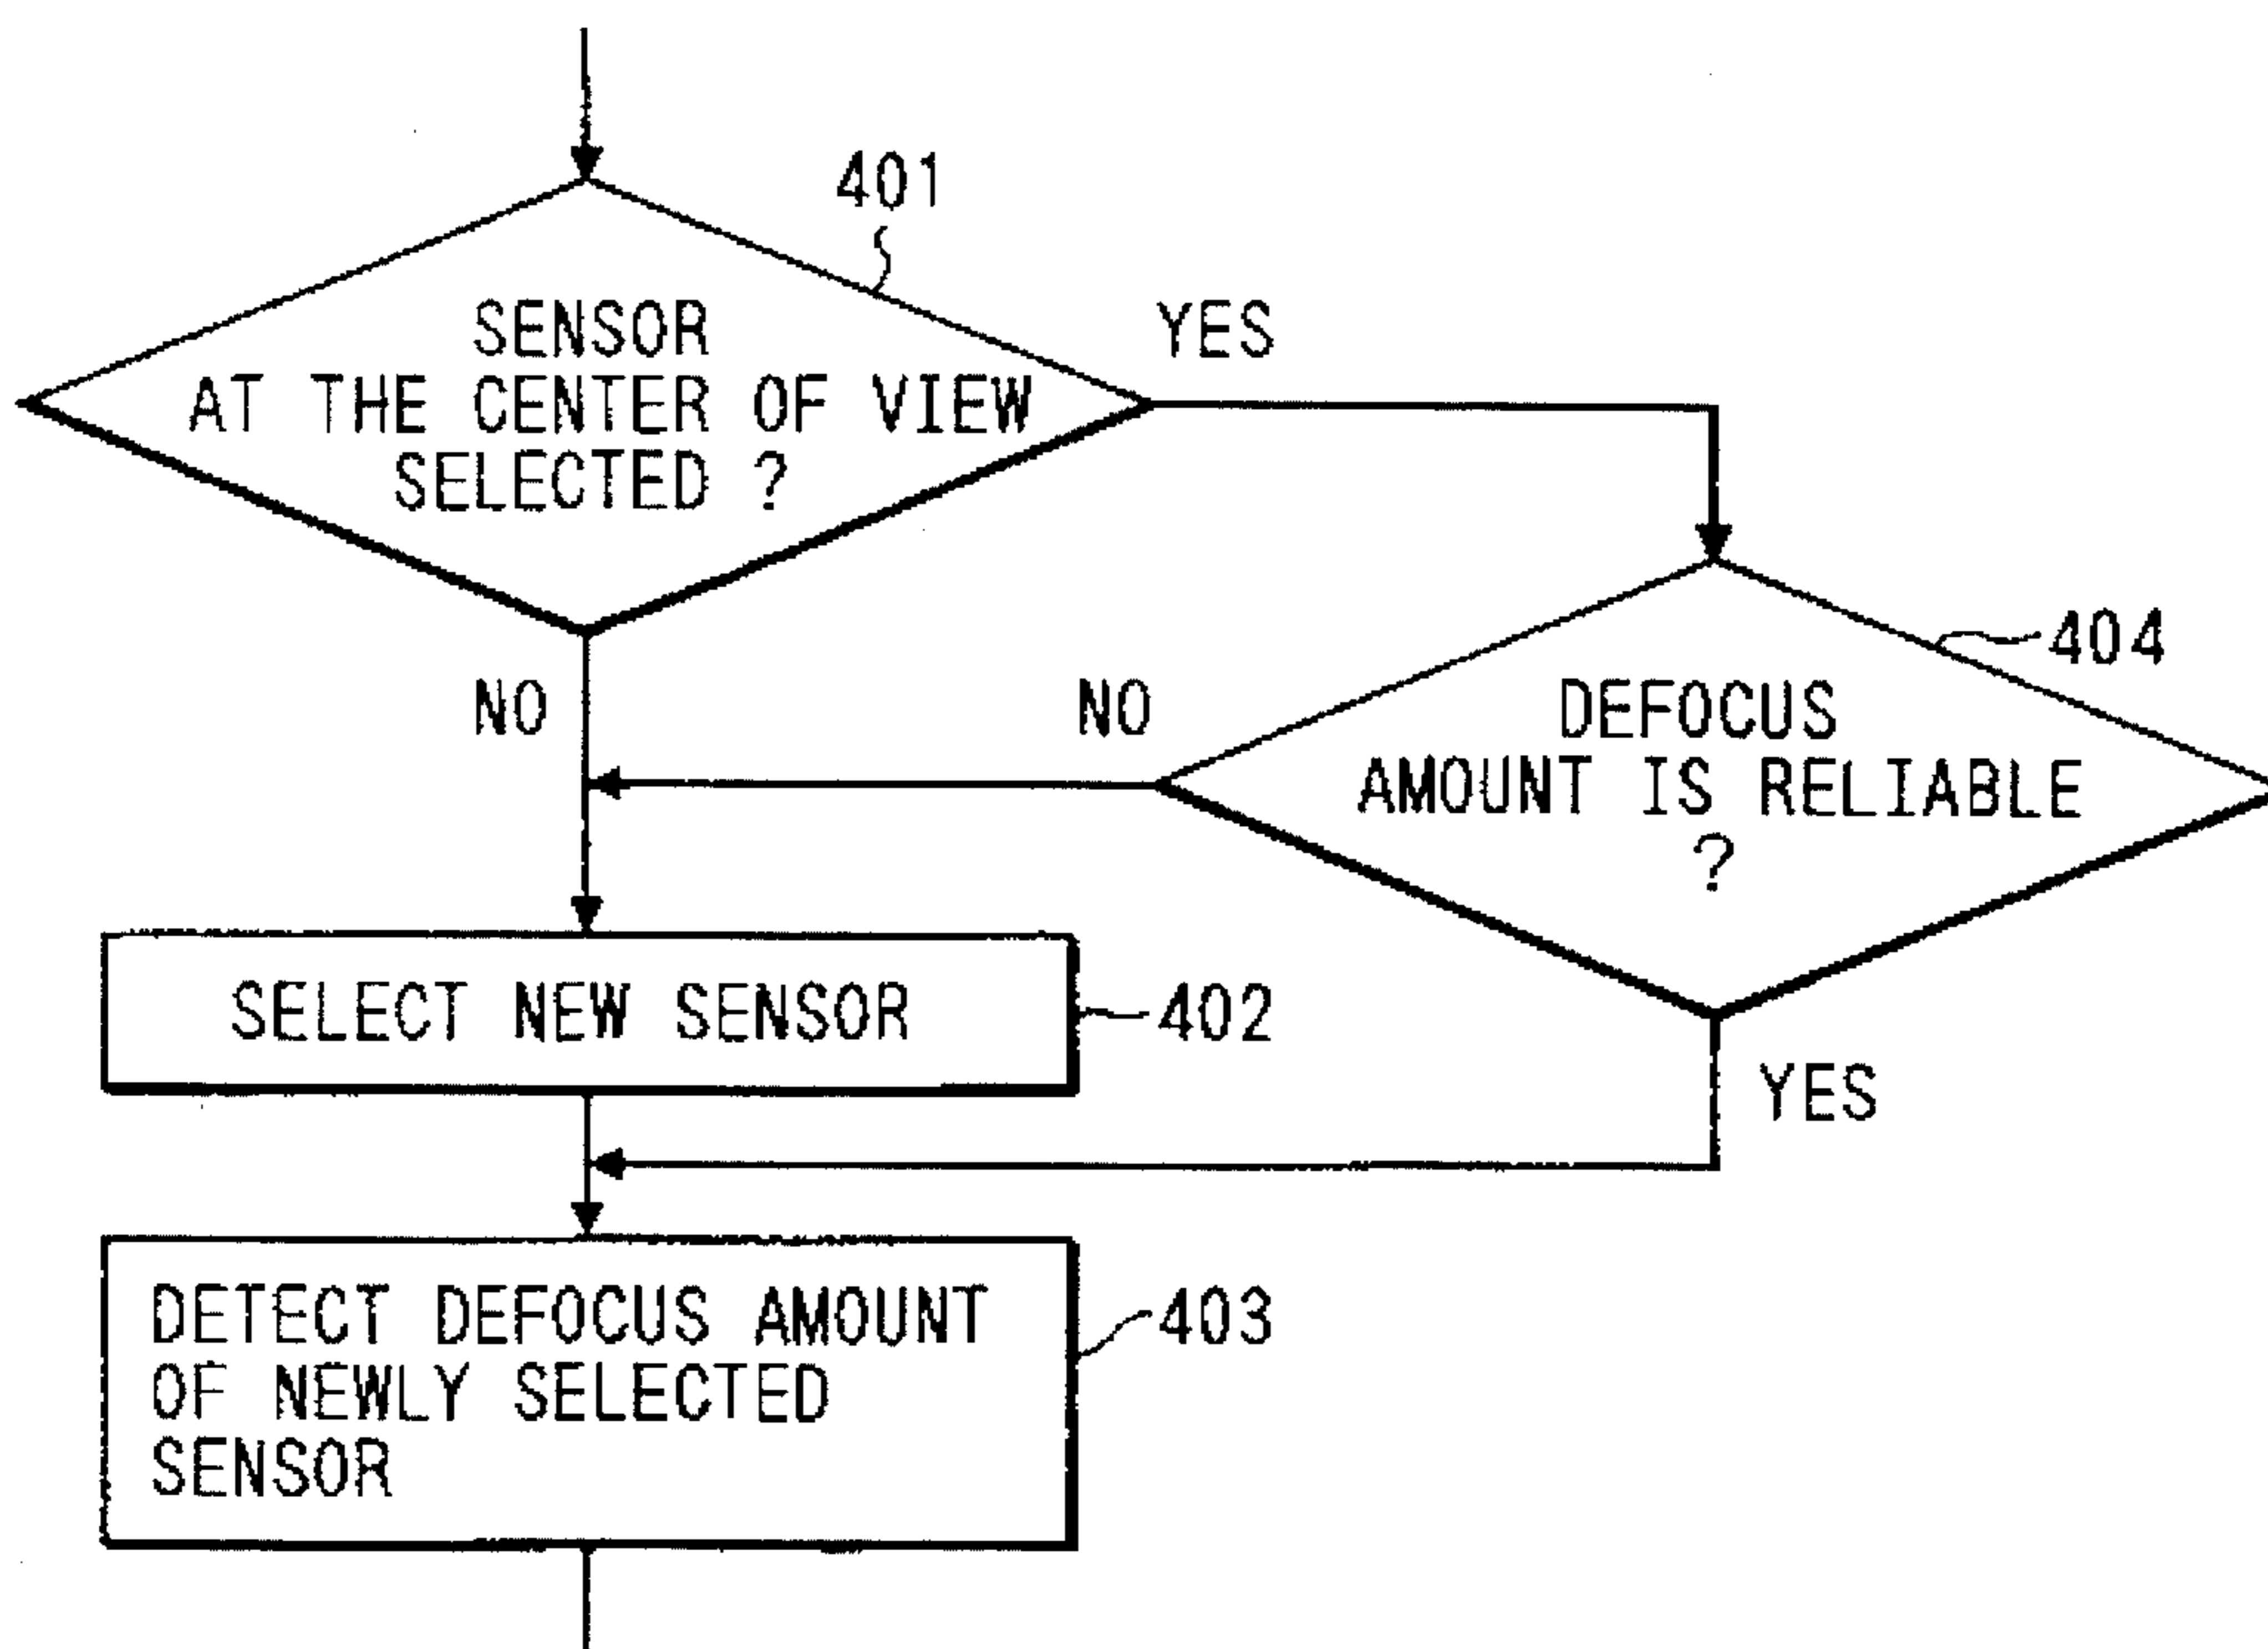 401
SENSOR
AT THE CENTER OF VIEW
SELECTED ?
YES
NO
404
DEFOCUS
AMOUNT IS RELIABLE
?
NO
YES
SELECT NEW SENSOR
402
DETECT DEFOCUS AMOUNT
OF NEWLY SELECTED
SENSOR
403